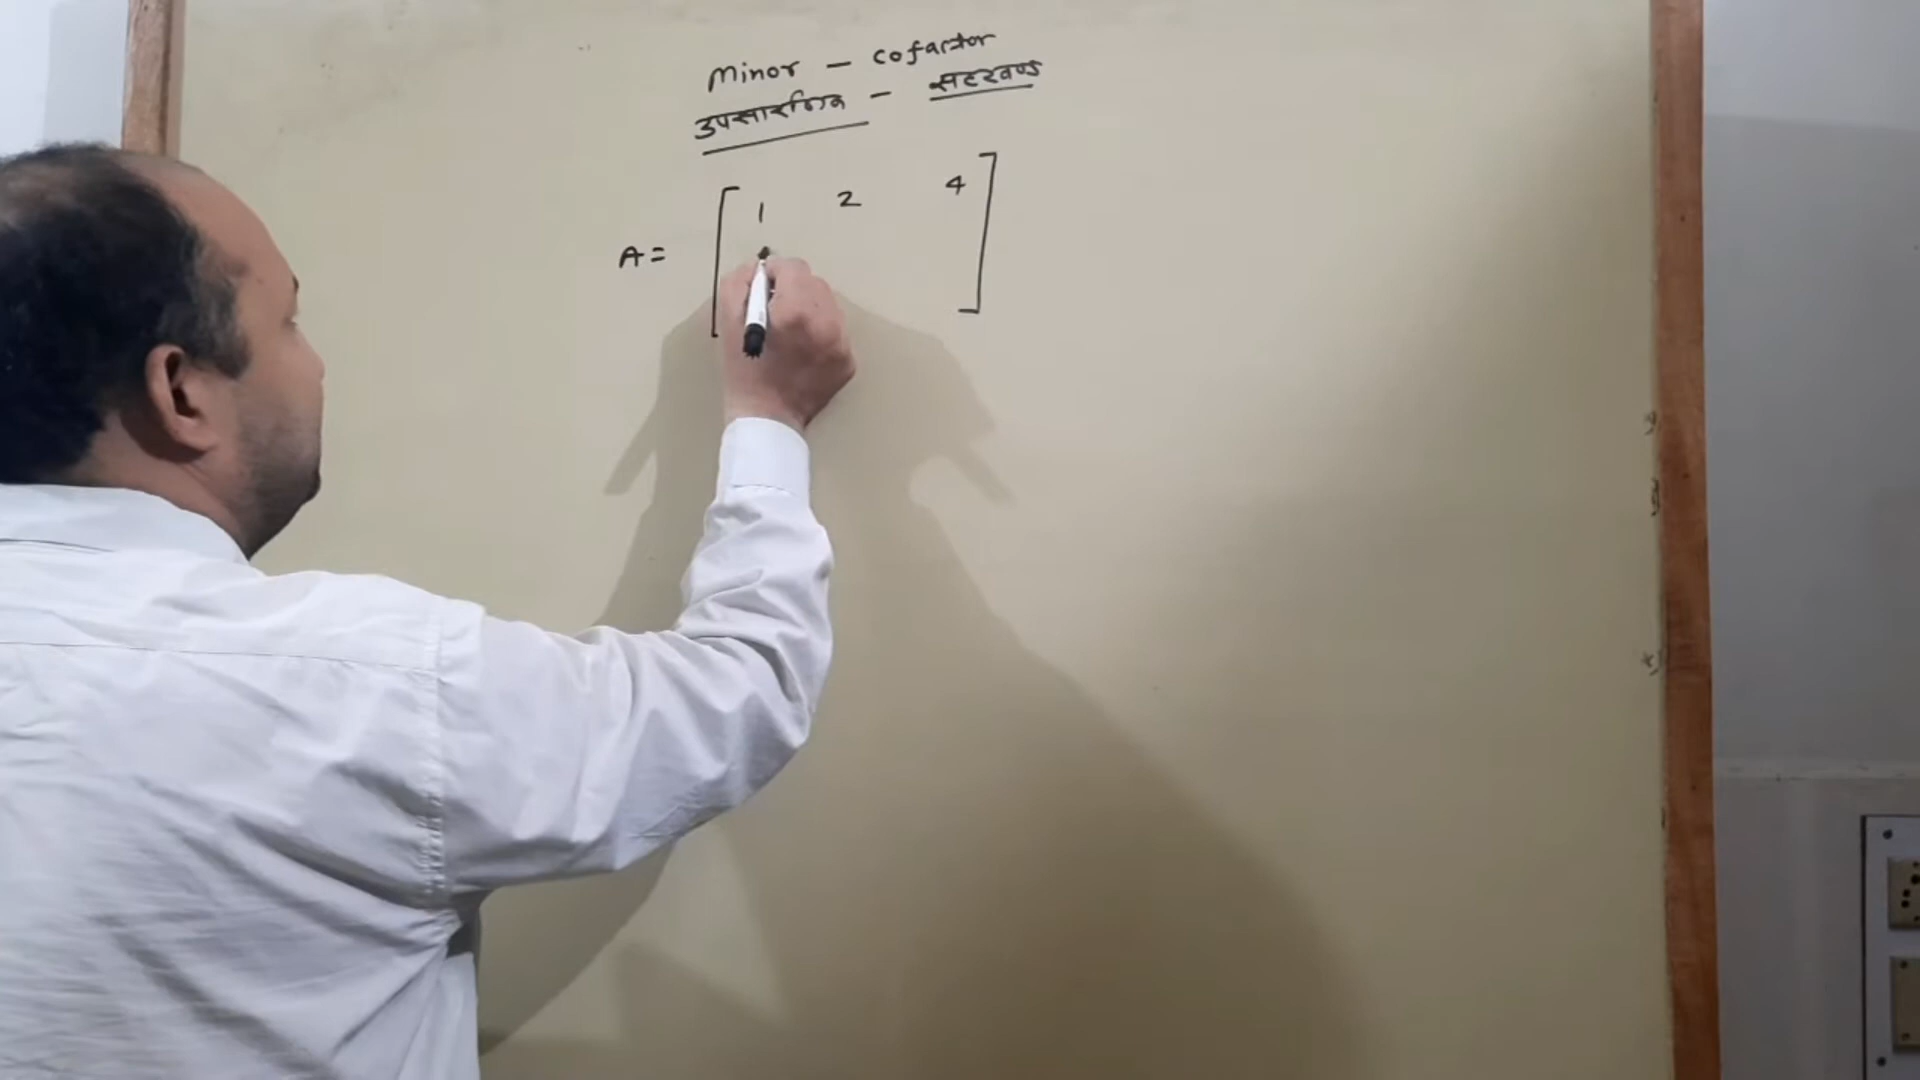 Minor - cofactor
उपसारणिक - सहखण्ड
1 2 4
A =